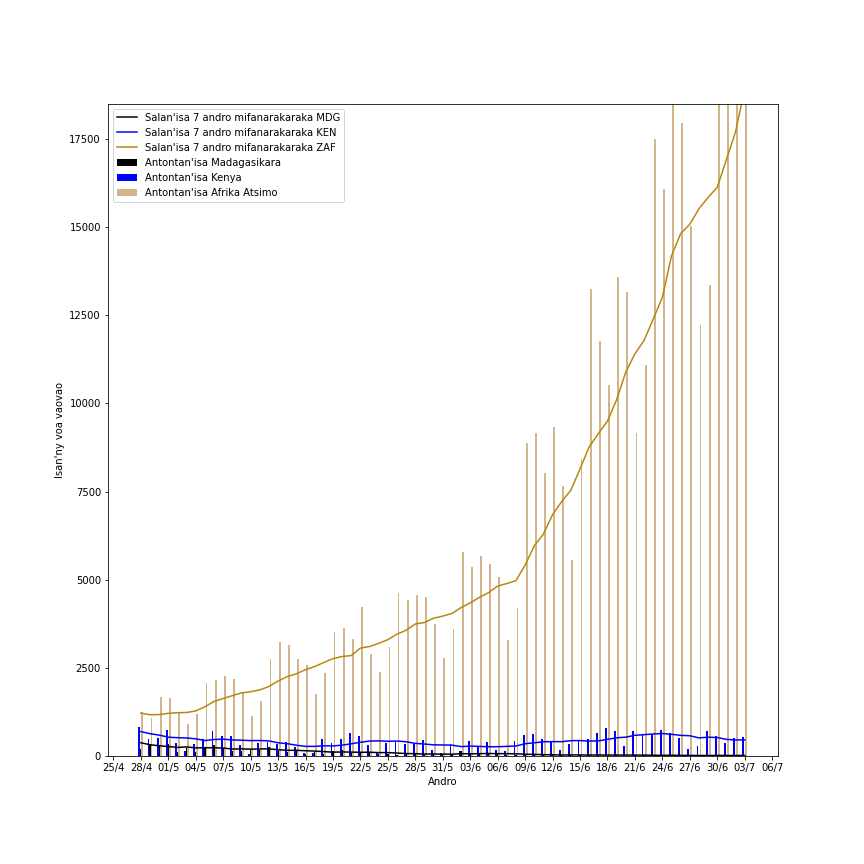 Salan'isa 7 andro mifanarakaraka MDG
Salan'isa 7 andro mifanarakaraka KEN
Salan'isa 7 andro mifanarakaraka ZAF
Antontan'isa Madagasikara
Antontan'isa Kenya
Antontan'isa Afrika Atsimo
17500
15000
12500
10000
7500
5000
2500
0
Isan'ny voa vaovao
25/4 28/4 01/5 04/5 07/5 10/5 13/5 16/5 19/5 22/5 25/5 28/5 31/5 03/6 06/6 09/6 12/6 15/6 18/6 21/6 24/6 27/6 30/6 03/7 06/7
Andro